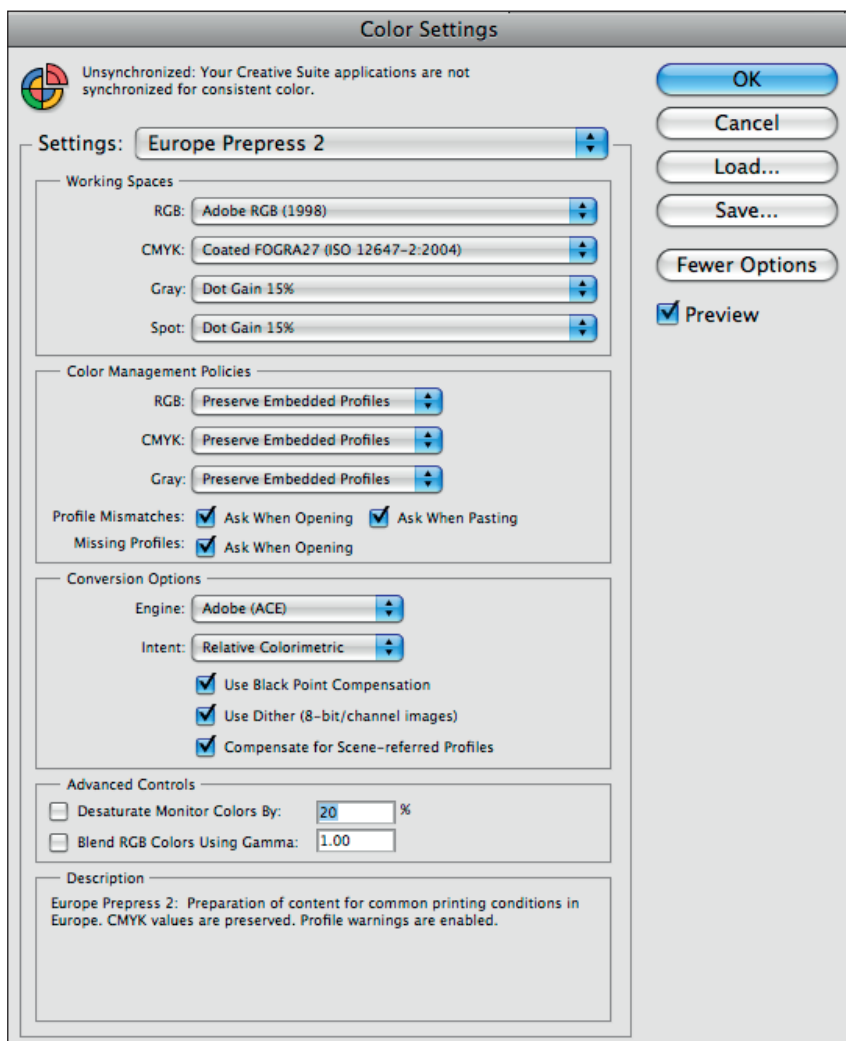 Color Settings
Unsynchronized: Your Creative Suite applications are not
synchronized for consistent color.
OK
Cancel
Load...
Save...
Fewer Options
Preview
Settings: Europe Prepress 2
Working Spaces
RGB: Adobe RGB (1998)
CMYK: Coated FOGRA27 (ISO 12647-2:2004)
Gray: Dot Gain 15%
Spot: Dot Gain 15%
Color Management Policies
RGB: Preserve Embedded Profiles
CMYK: Preserve Embedded Profiles
Gray: Preserve Embedded Profiles
Profile Mismatches: Ask When Opening Ask When Pasting
Missing Profiles: Ask When Opening
Conversion Options
Engine: Adobe (ACE)
Intent: Relative Colorimetric
Use Black Point Compensation
Use Dither (8-bit/channel images)
Compensate for Scene-referred Profiles
Advanced Controls
Desaturate Monitor Colors By: 20 %
Blend RGB Colors Using Gamma: 1.00
Description
Europe Prepress 2: Preparation of content for common printing conditions in
Europe. CMYK values are preserved. Profile warnings are enabled.